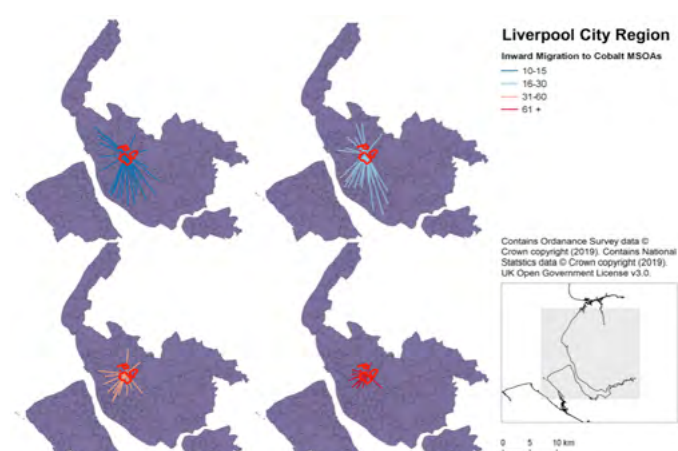 Liverpool City Region
Inward Migration to Cobalt MSOAs
10-15
16-30
31-60
61 +
Contains Ordanance Survey data ©
Crown copyright (2019). Contains National
Statistics data © Crown copyright (2019).
UK Open Government License v3.0.
0 5 10 km